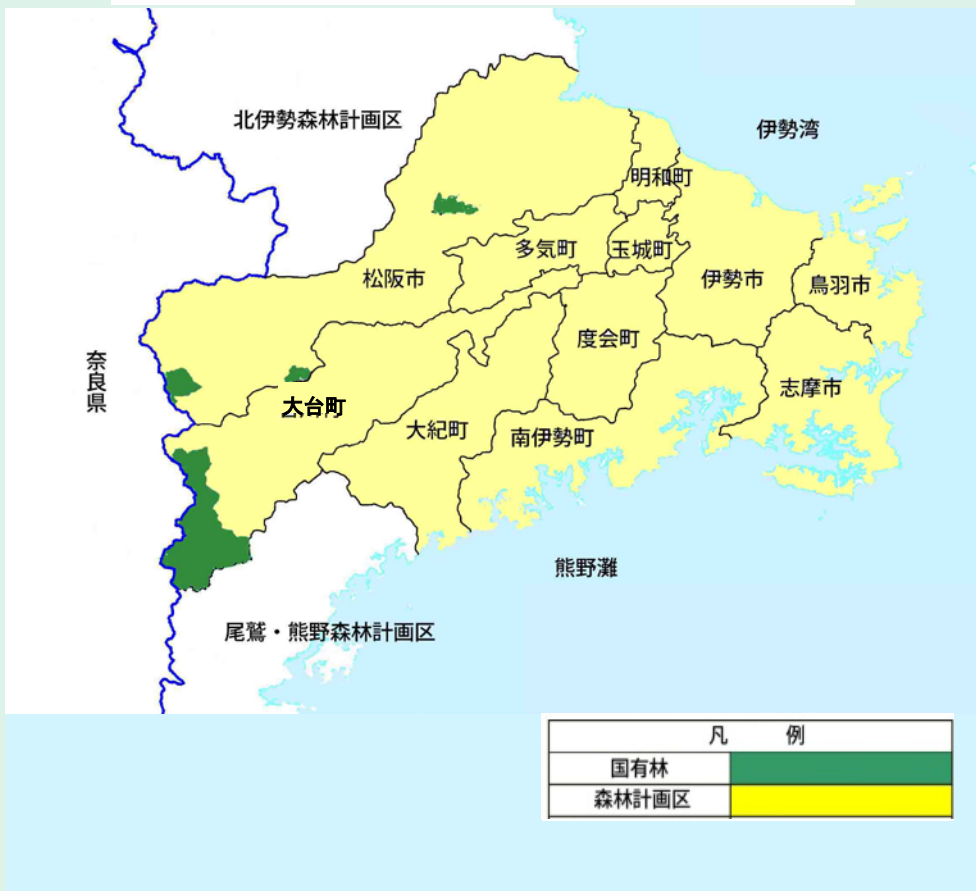 北伊勢森林計画区
伊勢湾
明和町
多気町
玉城町
松阪市
伊勢市
鳥羽市
度会町
奈良県
志摩市
大台町
大紀町
南伊勢町
熊野灘
尾鷲・熊野森林計画区
凡 例
国有林
森林計画区